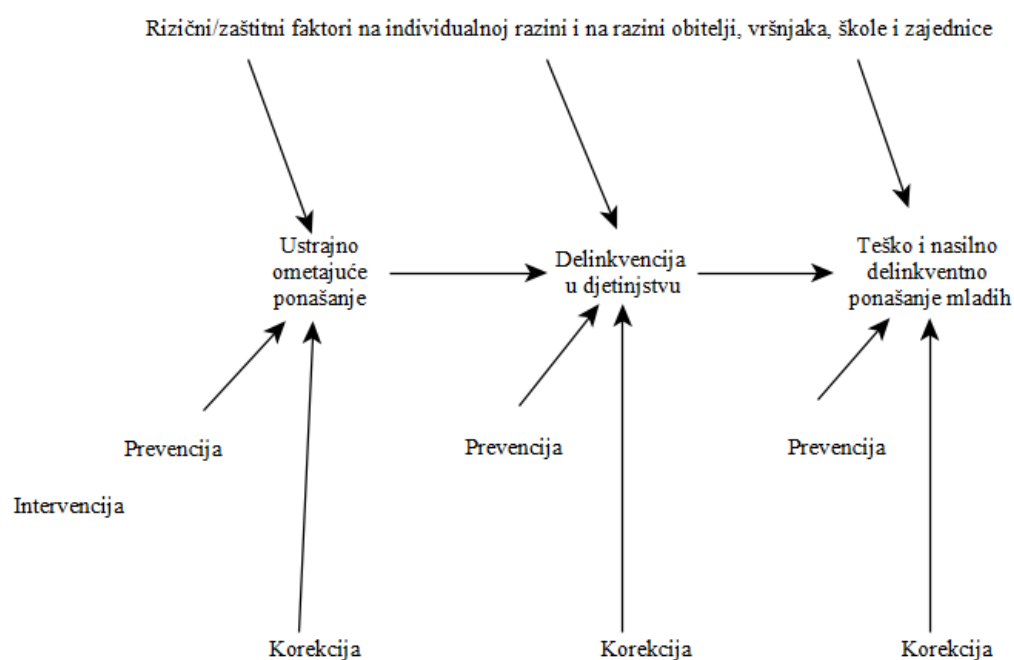 Rizični/zaštitni faktori na individualnoj razini i na razini obitelji, vršnjaka, škole i zajednice
Ustrajno
ometajuće
ponašanje
Delinkvencija
u djetinjstvu
Teško i nasilno
delinkventno
ponašanje mladih
Prevencija
Prevencija
Prevencija
Intervencija
Korekcija
Korekcija
Korekcija